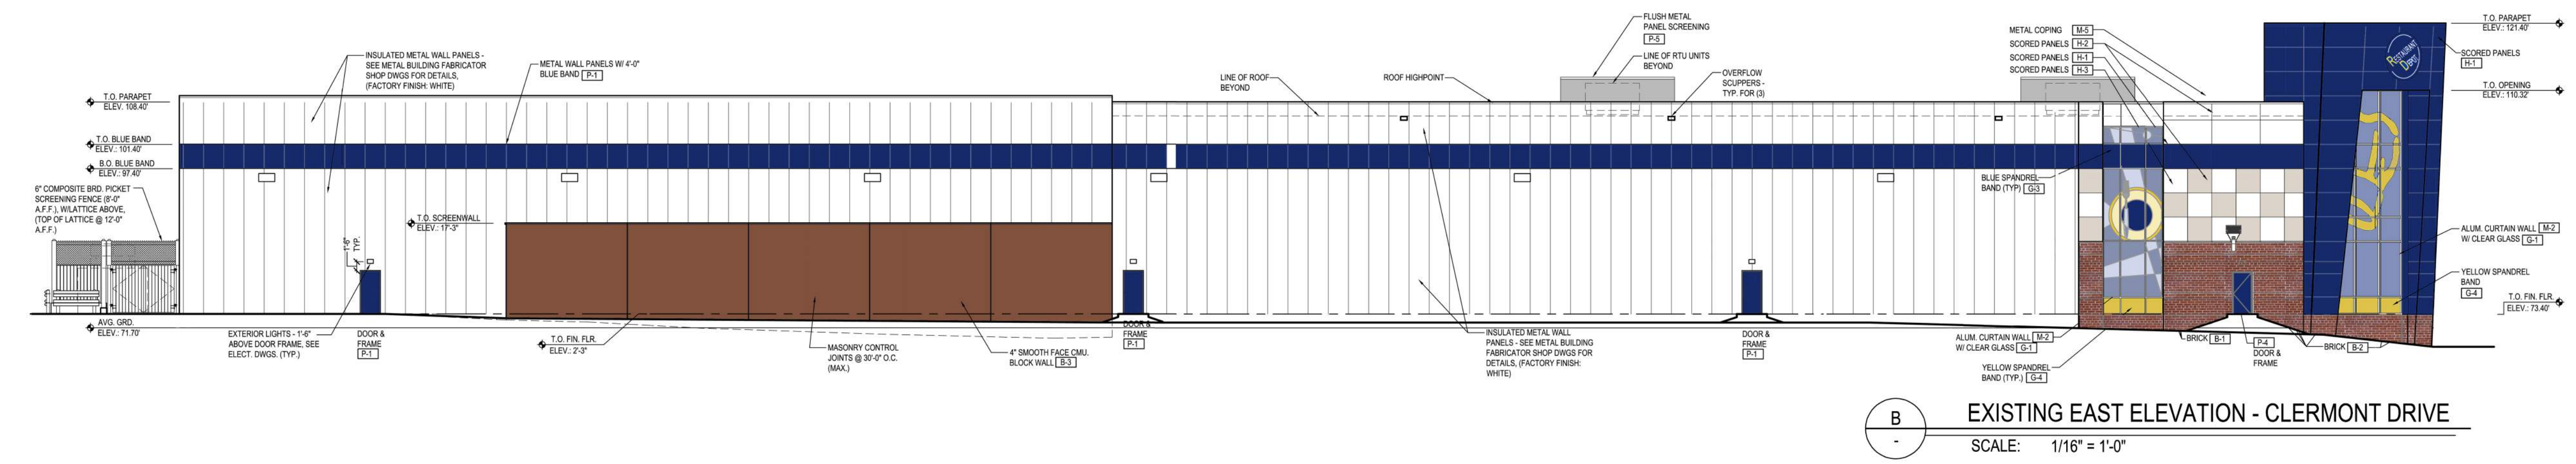 T.O. PARAPET
ELEV. 108.40'
T.O. BLUE BAND
ELEV.: 101.40'
B.O. BLUE BAND
ELEV.: 97.40'
6" COMPOSITE BRD. PICKET
SCREENING FENCE (8'-0"
A.F.F.), W/LATTICE ABOVE,
(TOP OF LATTICE @ 12'-0"
A.F.F.)
AVG. GRD.
ELEV.: 71.70'
INSULATED METAL WALL PANELS -
SEE METAL BUILDING FABRICATOR
SHOP DWGS FOR DETAILS,
(FACTORY FINISH: WHITE)
METAL WALL PANELS W/ 4'-0"
BLUE BAND P-1
T.O. SCREENWALL
ELEV.: 17'-3"
1'-6"
TYP.
EXTERIOR LIGHTS - 1'-6"
ABOVE DOOR FRAME, SEE
ELECT. DWGS. (TYP.)
DOOR &
FRAME
P-1
T.O. FIN. FLR.
ELEV.: 2'-3"
MASONRY CONTROL
JOINTS @ 30'-0" O.C.
(MAX.)
4" SMOOTH FACE CMU.
BLOCK WALL B-3
DOOR &
FRAME
P-1
LINE OF ROOF
BEYOND
ROOF HIGHPOINT
FLUSH METAL
PANEL SCREENING
P-5
LINE OF RTU UNITS
BEYOND
OVERFLOW
SCUPPERS -
TYP. FOR (3)
INSULATED METAL WALL
PANELS - SEE METAL BUILDING
FABRICATOR SHOP DWGS FOR
DETAILS, (FACTORY FINISH:
WHITE)
DOOR &
FRAME
P-1
METAL COPING M-5
SCORED PANELS H-2
SCORED PANELS H-1
SCORED PANELS H-3
BLUE SPANDREL
BAND (TYP) G-3
ALUM. CURTAIN WALL M-2
W/ CLEAR GLASS G-1
YELLOW SPANDREL
BAND (TYP.) G-4
BRICK B-1
P-4
DOOR &
FRAME
BRICK B-2
RESTAURANT
DEPOT
T.O. PARAPET
ELEV.: 121.40'
SCORED PANELS
H-1
T.O. OPENING
ELEV.: 110.32'
ALUM. CURTAIN WALL M-2
W/ CLEAR GLASS G-1
YELLOW SPANDREL
BAND
G-4
T.O. FIN. FLR.
ELEV.: 73.40'
B
-
EXISTING EAST ELEVATION - CLERMONT DRIVE
SCALE: 1/16" = 1'-0"